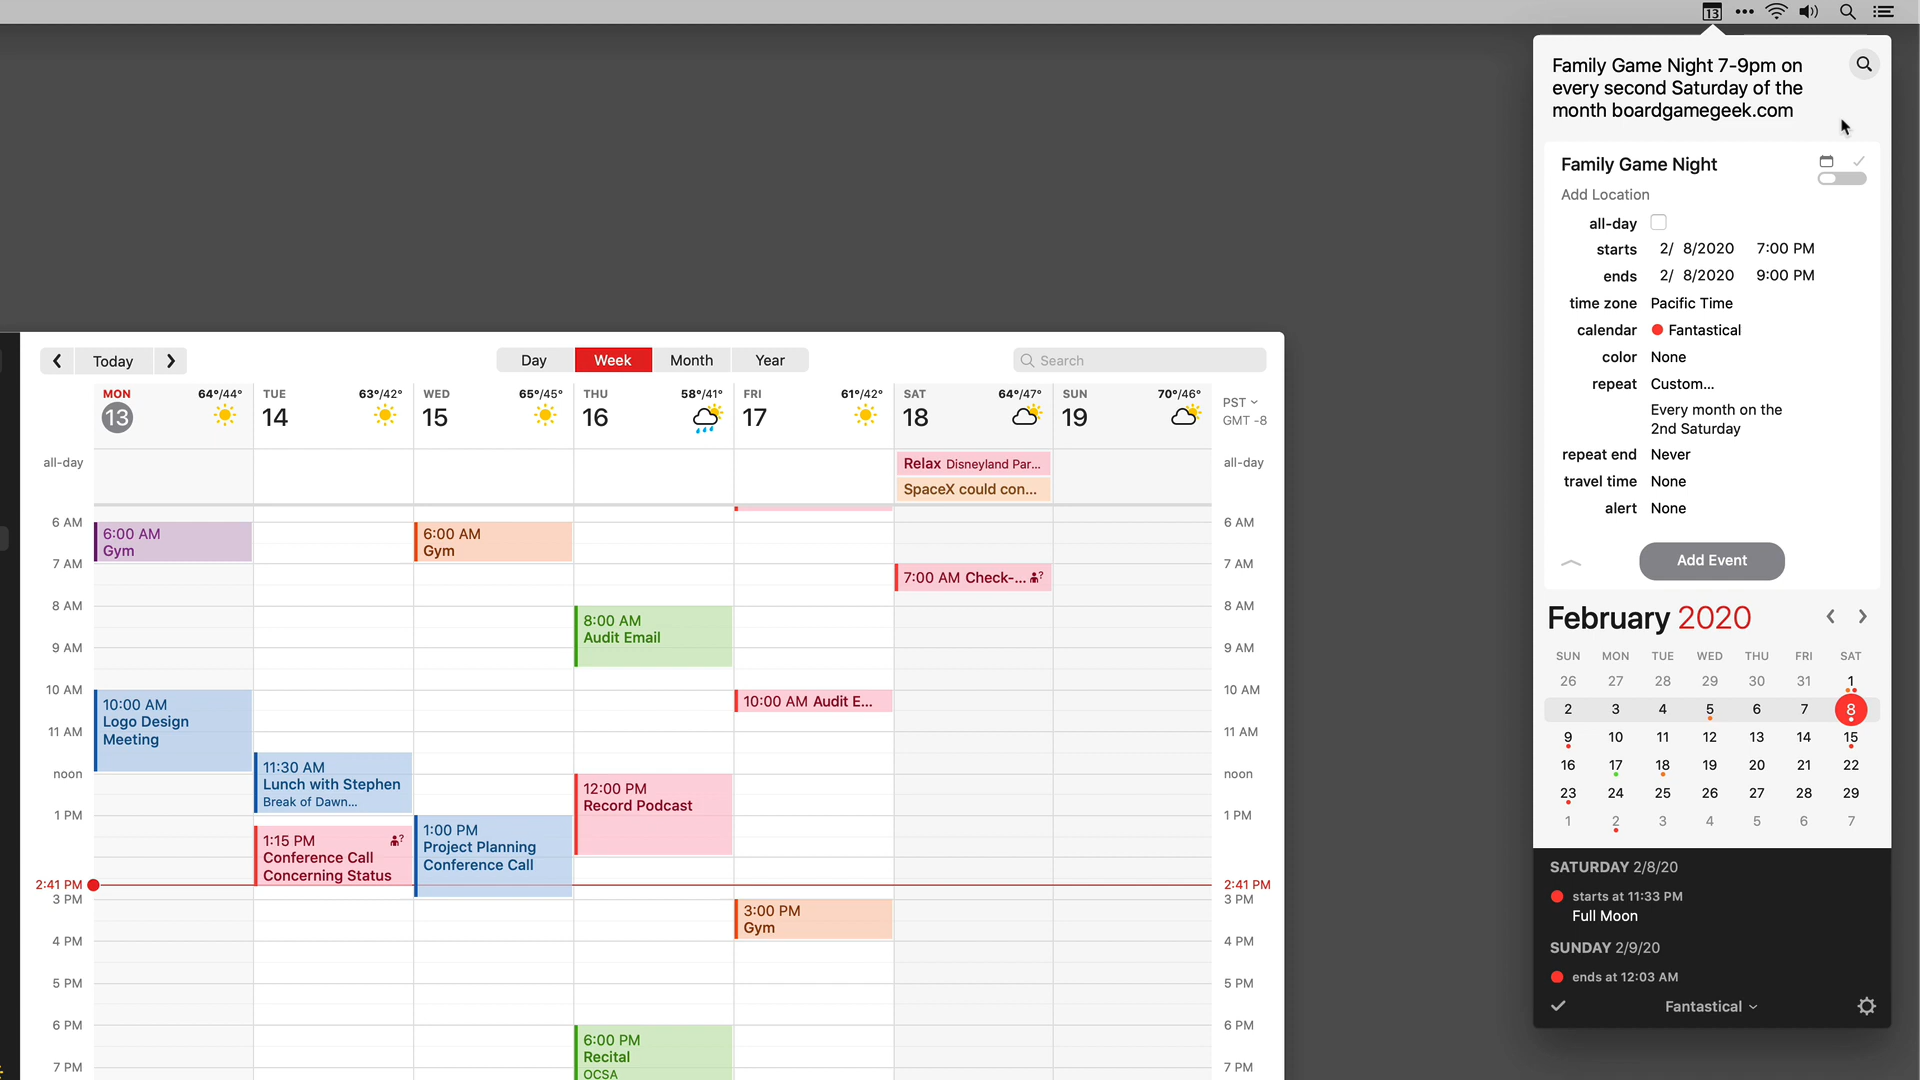 13
Family Game Night 7-9pm on
every second Saturday of the
month boardgamegeek.com
Family Game Night
Add Location
all-day
starts 2/ 8/2020 7:00 PM
ends 2/ 8/2020 9:00 PM
time zone Pacific Time
calendar Fantastical
color None
repeat Custom...
Every month on the
2nd Saturday
repeat end Never
travel time None
alert None
Add Event
February 2020
SUN MON TUE WED THU FRI SAT
26 27 28 29 30 31 1
2 3 4 5 6 7 8
9 10 11 12 13 14 15
16 17 18 19 20 21 22
23 24 25 26 27 28 29
1 2 3 4 5 6 7
SATURDAY 2/8/20
starts at 11:33 PM
Full Moon
SUNDAY 2/9/20
ends at 12:03 AM
Fantastical
Today
Day Week Month Year
Search
MON 64°/44° TUE 63°/42° WED 65°/45° THU 58°/41° FRI 61°/42° SAT 64°/47° SUN 70°/46°
13 14 15 16 17 18 19
PST
GMT -8
all-day all-day
Relax Disneyland Par...
SpaceX could con...
6 AM 6 AM
6:00 AM
Gym
6:00 AM
Gym
7 AM 7 AM
7:00 AM Check-... ?
8 AM 8 AM
8:00 AM
Audit Email
9 AM 9 AM
10 AM 10 AM
10:00 AM
Logo Design
Meeting
10:00 AM Audit E...
11 AM 11 AM
11:30 AM
Lunch with Stephen
Break of Dawn...
noon noon
12:00 PM
Record Podcast
1 PM 1 PM
1:15 PM ?
Conference Call
Concerning Status
1:00 PM
Project Planning
Conference Call
2:41 PM 2:41 PM
3 PM 3 PM
3:00 PM
Gym
4 PM 4 PM
5 PM 5 PM
6 PM 6 PM
6:00 PM
Recital
OCSA
7 PM 7 PM